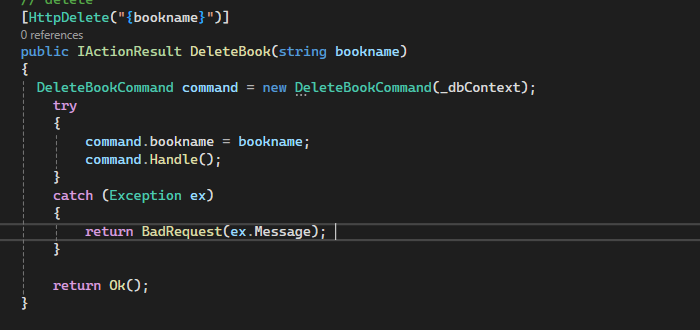 // delete
[HttpDelete("{bookname}")]
0 references
public IActionResult DeleteBook(string bookname)
{
DeleteBookCommand command = new DeleteBookCommand(_dbContext);
try
{
command.bookname = bookname;
command.Handle();
}
catch (Exception ex)
{
return BadRequest(ex.Message);
}
return Ok();
}